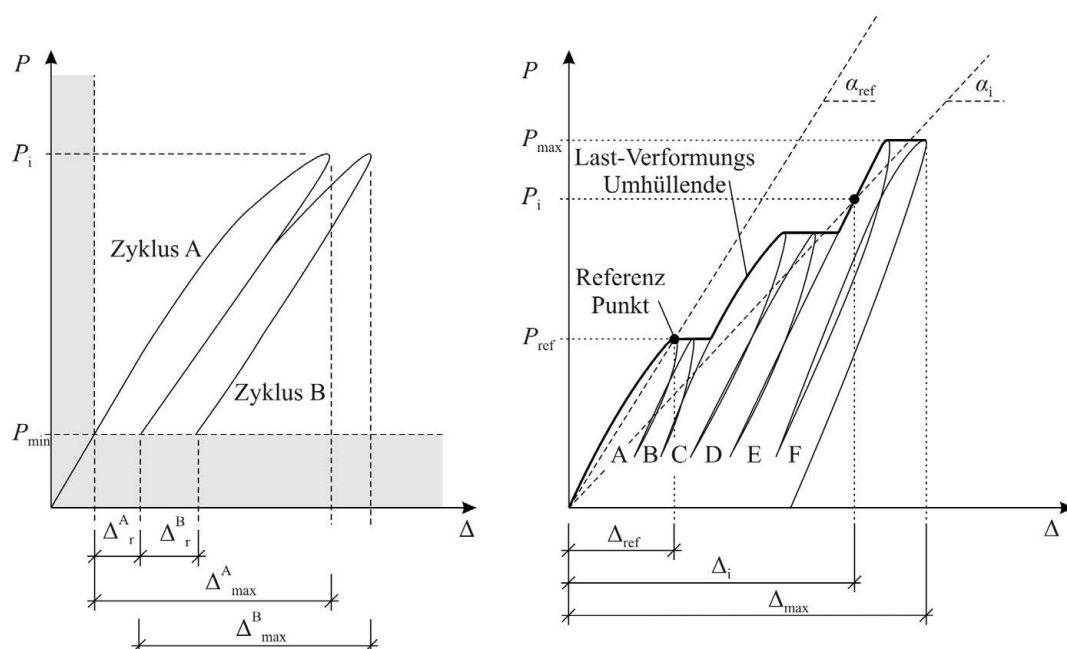 P
P_i
Zyklus A
Zyklus B
P_min
Δ
Δ^A_r
Δ^B_r
Δ^A_max
Δ^B_max
P
α_ref
α_i
P_max
Last-Verformungs
Umhüllende
P_i
Referenz
Punkt
P_ref
A B C D E F
Δ
Δ_ref
Δ_i
Δ_max